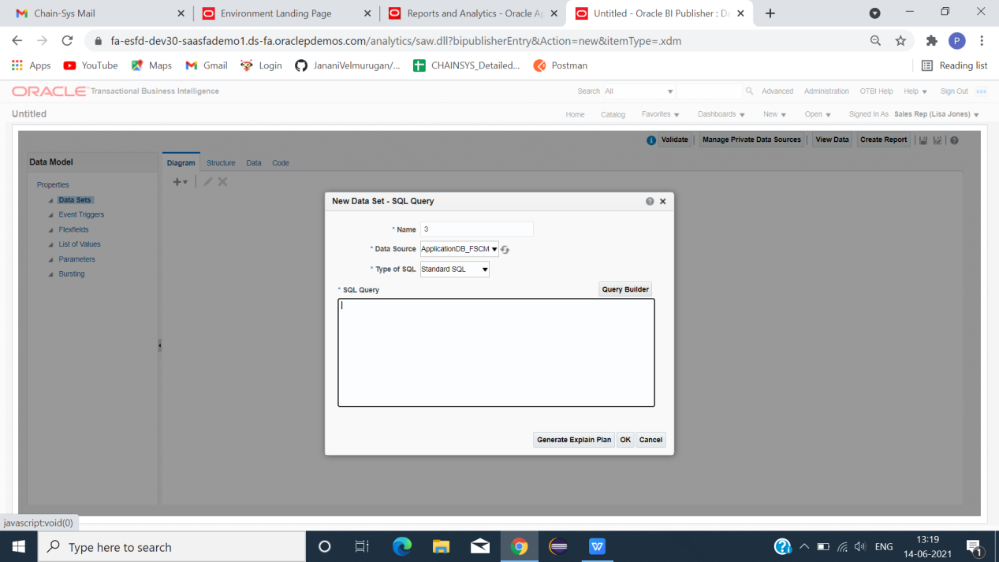 Chain-Sys Mail
Environment Landing Page
Reports and Analytics - Oracle Ap
Untitled - Oracle BI Publisher : Da
fa-esfd-dev30-saasfademo1.ds-fa.oraclepdemos.com/analytics/saw.dll?bipublisherEntry&Action=new&itemType=.xdm
P
Apps
YouTube
Maps
Gmail
Login
JananiVelmurugan/...
CHAINSYS_Detailed...
Postman
Reading list
ORACLE Transactional Business Intelligence
Search All
Advanced
Administration
OTBI Help
Help
Sign Out
Untitled
Home
Catalog
Favorites
Dashboards
New
Open
Signed In As Sales Rep (Lisa Jones)
Validate
Manage Private Data Sources
View Data
Create Report
Data Model
Diagram
Structure
Data
Code
Properties
Data Sets
Event Triggers
Flexfields
List of Values
Parameters
Bursting
New Data Set - SQL Query
* Name 3
* Data Source ApplicationDB_FSCM
* Type of SQL Standard SQL
* SQL Query
Query Builder
Generate Explain Plan
OK
Cancel
javascript:void(0)
Type here to search
W
ENG
13:19
14-06-2021
1